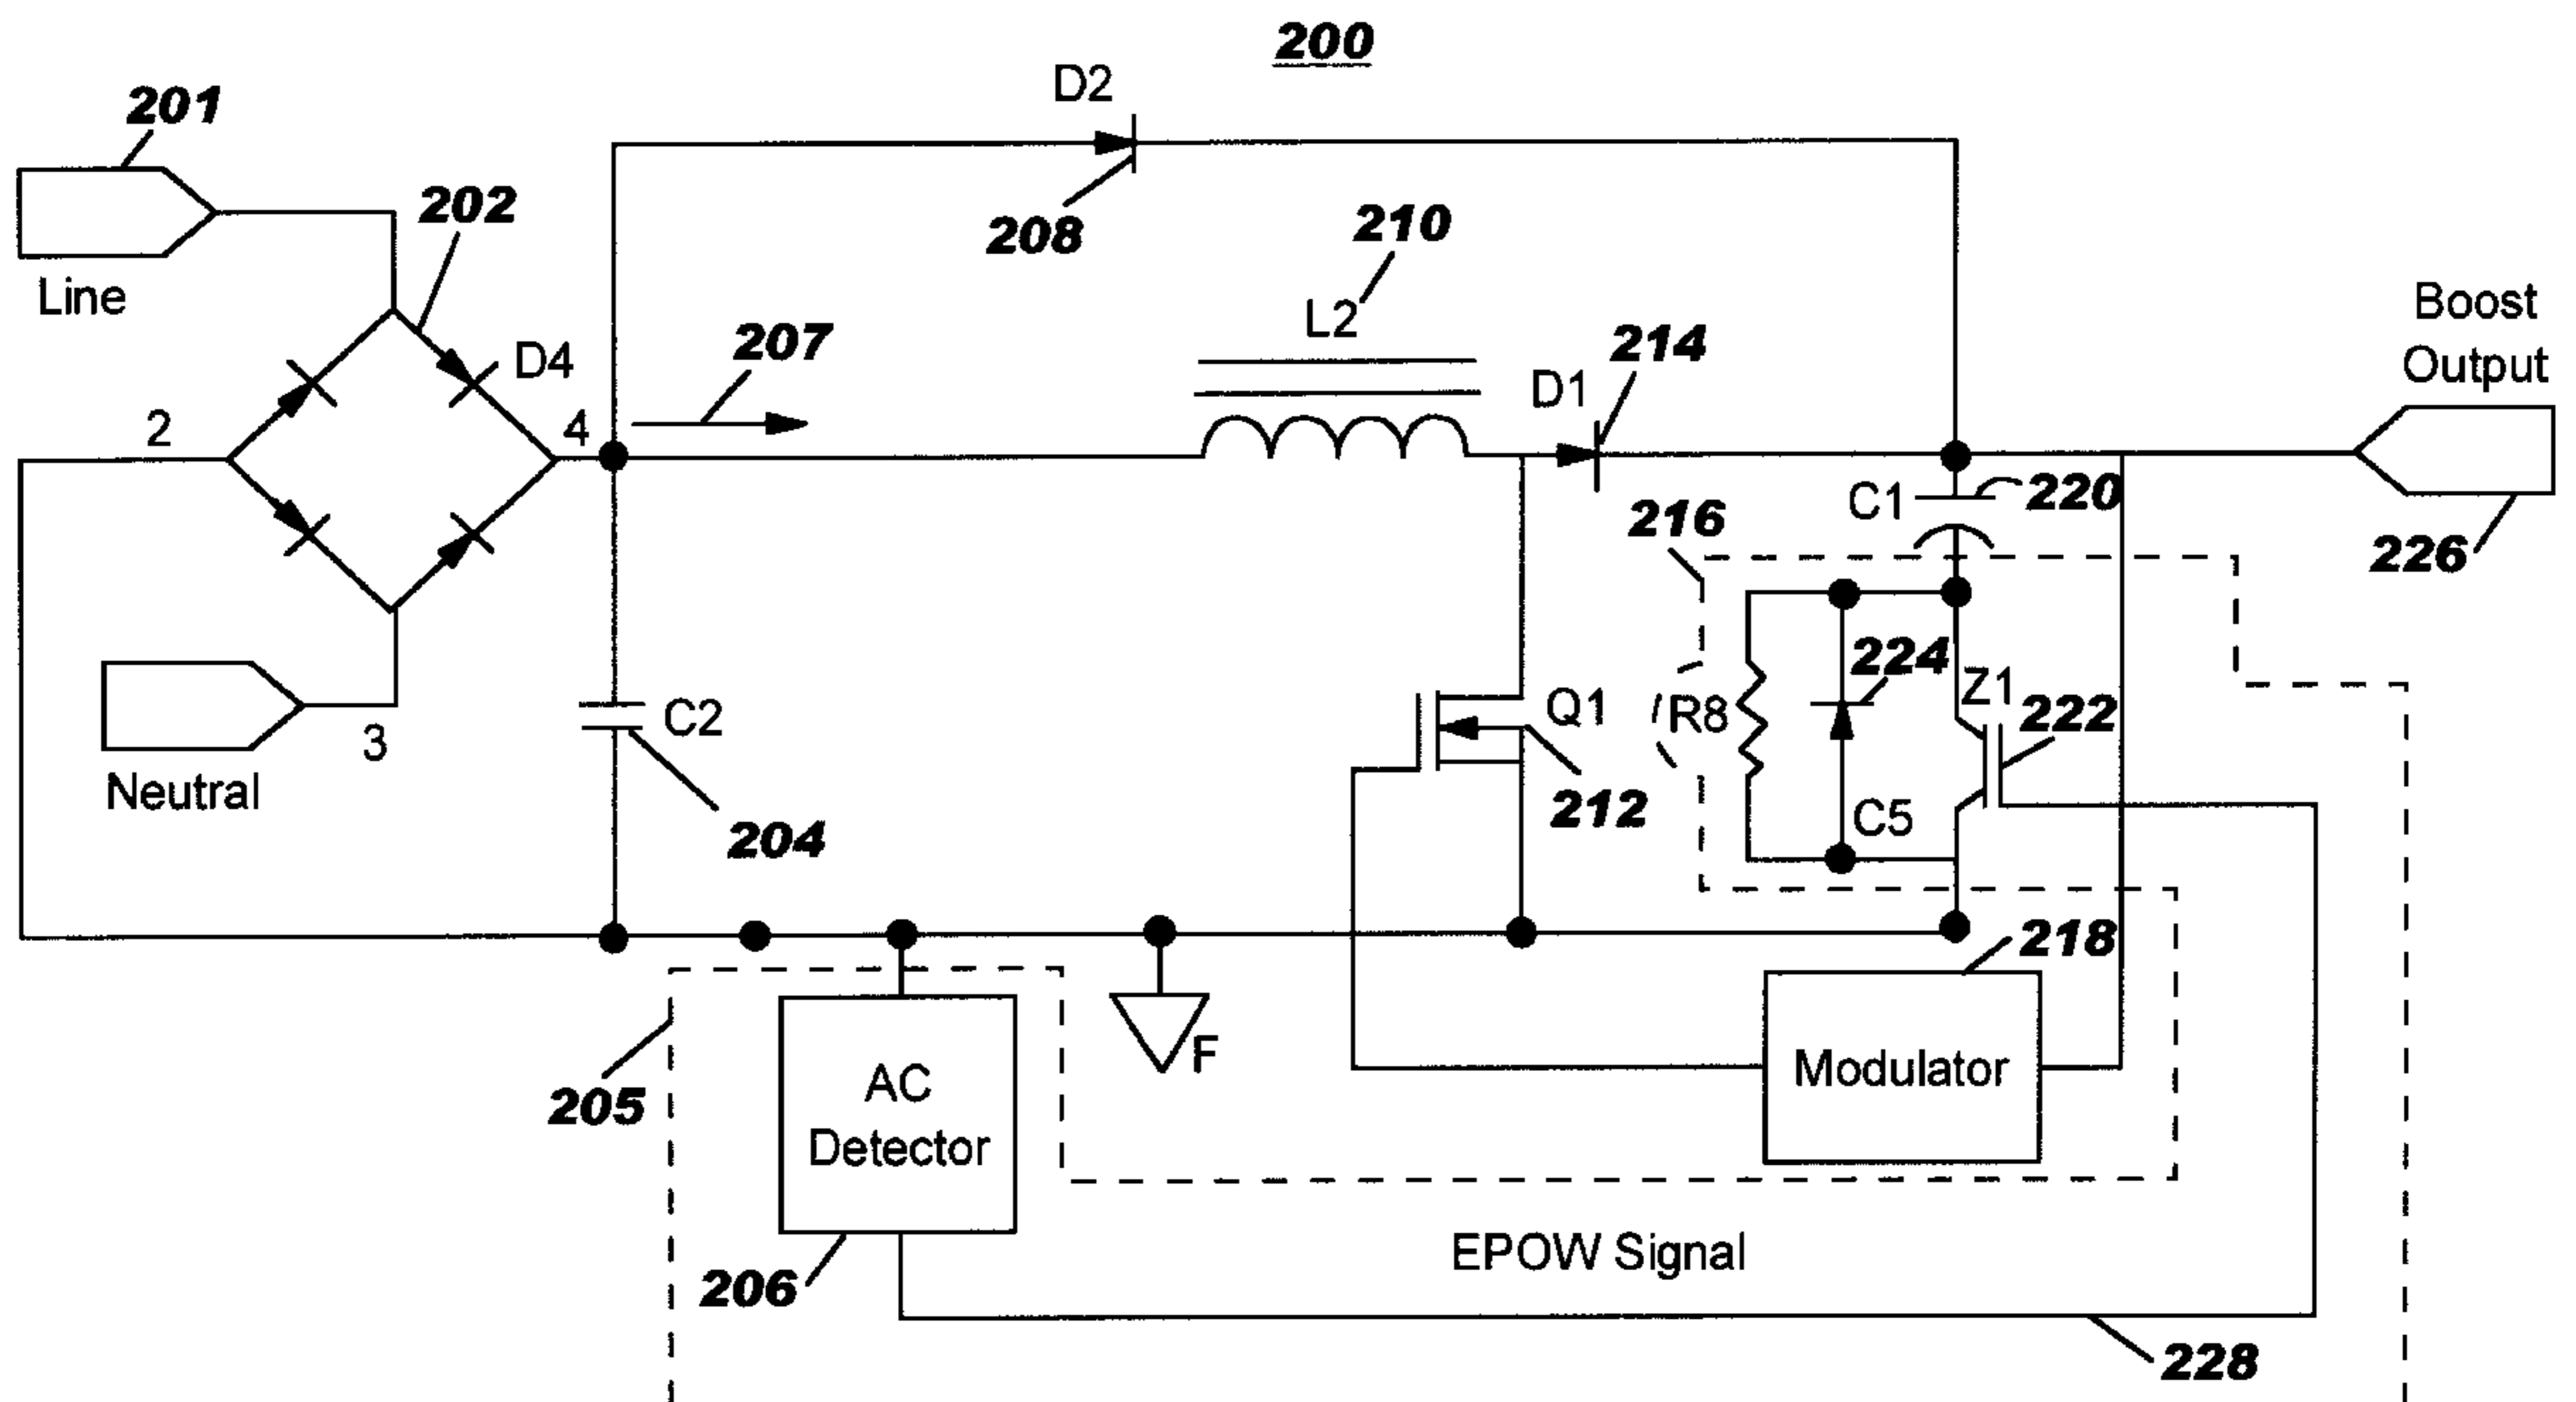 200
D2
201
202
208
210
Line
L2
Boost
Output
207
214
D4
D1
2
4
C1
220
216
226
224
Z1
R8
Q1
222
C2
3
Neutral
212
C5
204
218
F
AC
Detector
Modulator
205
EPOW Signal
206
228